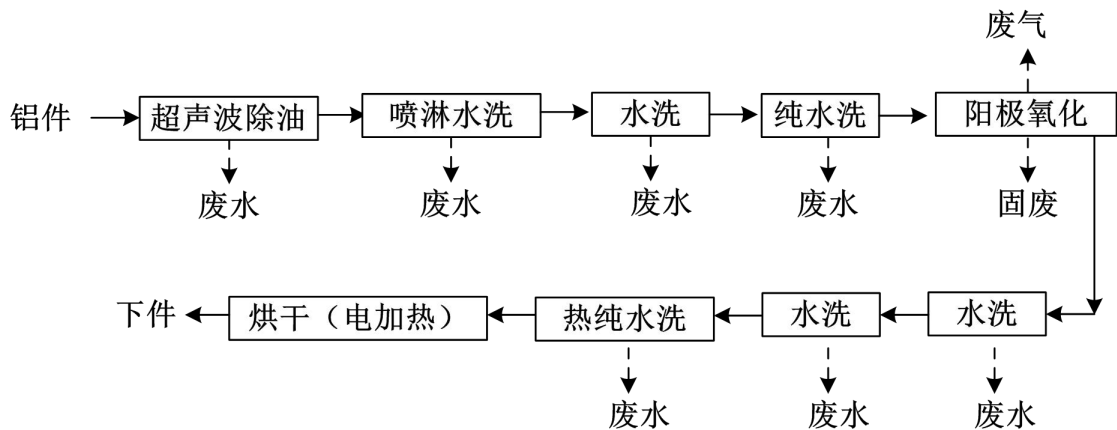 废气
铝件 超声波除油 喷淋水洗 水洗 纯水洗 阳极氧化
废水 废水 废水 废水 固废
下件 烘干（电加热） 热纯水洗 水洗 水洗
废水 废水 废水